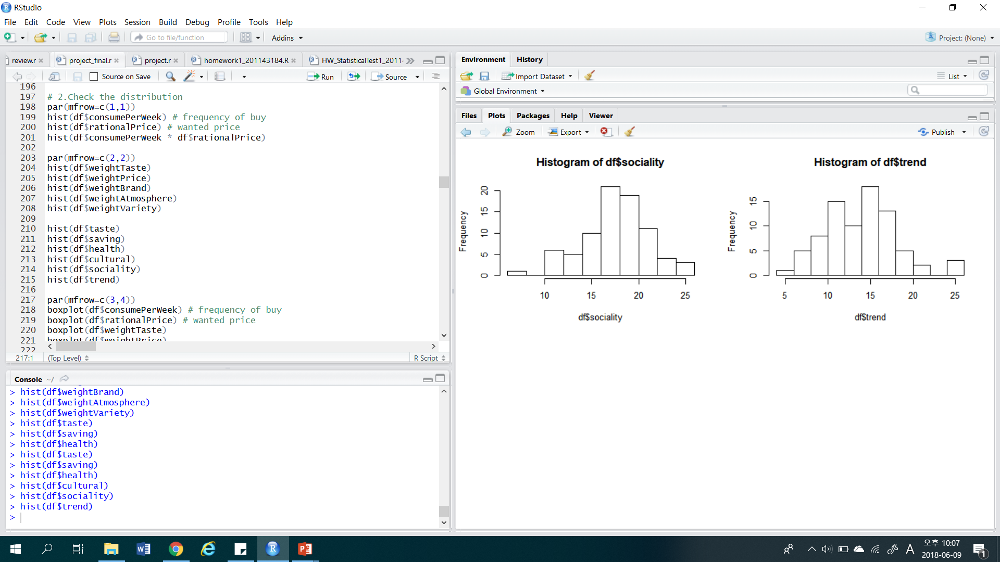 RStudio
File Edit Code View Plots Session Build Debug Profile Tools Help
Go to file/function
Addins
Project: (None)
review.r
project_final.r
project.r
homework1_201143184.R
HW_StatisticalTest1_2011
Source on Save
Run
Source
196
197 # 2.Check the distribution
198 par(mfrow=c(1,1))
199 hist(df$consumePerWeek) # frequency of buy
200 hist(df$rationalPrice) # wanted price
201 hist(df$consumePerWeek * df$rationalPrice)
202
203 par(mfrow=c(2,2))
204 hist(df$weightTaste)
205 hist(df$weightPrice)
206 hist(df$weightBrand)
207 hist(df$weightAtmosphere)
208 hist(df$weightVariety)
209
210 hist(df$taste)
211 hist(df$saving)
212 hist(df$health)
213 hist(df$cultural)
214 hist(df$sociality)
215 hist(df$trend)
216
217 par(mfrow=c(3,4))
218 boxplot(df$consumePerWeek) # frequency of buy
219 boxplot(df$rationalPrice) # wanted price
220 boxplot(df$weightTaste)
221 boxplot(df$weightPrice)
222
217:1 (Top Level)
R Script
Console ~/
> hist(df$weightBrand)
> hist(df$weightAtmosphere)
> hist(df$weightVariety)
> hist(df$taste)
> hist(df$saving)
> hist(df$health)
> hist(df$taste)
> hist(df$saving)
> hist(df$health)
> hist(df$cultural)
> hist(df$sociality)
> hist(df$trend)
>
Environment History
Import Dataset
List
Global Environment
Files Plots Packages Help Viewer
Zoom Export
Publish
Histogram of df$sociality
Frequency
0 5 10 15 20
10 15 20 25
df$sociality
Histogram of df$trend
Frequency
0 5 10 15
5 10 15 20 25
df$trend
A
오후 10:07
2018-06-09
1